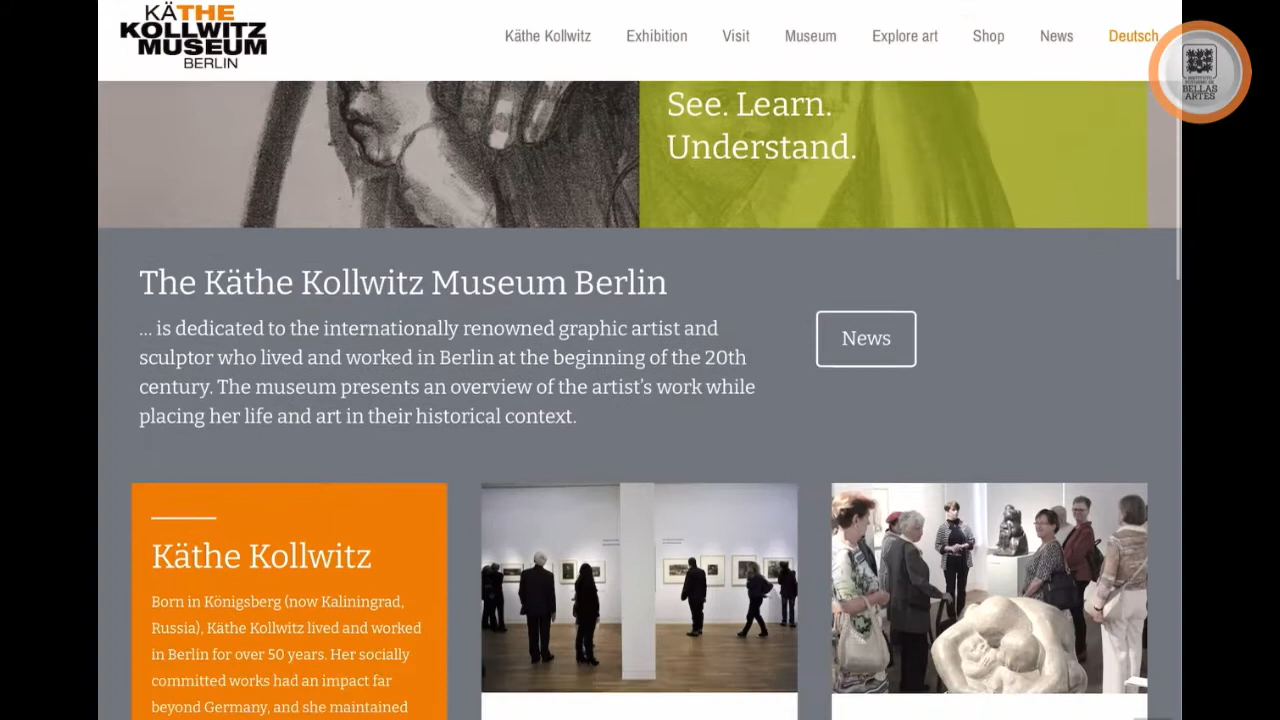 KÄTHE
KOLLWITZ
MUSEUM
BERLIN
Käthe Kollwitz
Exhibition
Visit
Museum
Explore art
Shop
News
Deutsch
BELLAS
ARTES
See. Learn.
Understand.
The Käthe Kollwitz Museum Berlin
... is dedicated to the internationally renowned graphic artist and
sculptor who lived and worked in Berlin at the beginning of the 20th
century. The museum presents an overview of the artist's work while
placing her life and art in their historical context.
News
Käthe Kollwitz
Born in Königsberg (now Kaliningrad,
Russia), Käthe Kollwitz lived and worked
in Berlin for over 50 years. Her socially
committed works had an impact far
beyond Germany, and she maintained